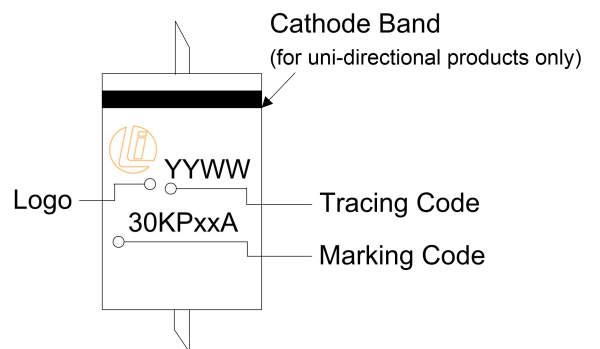 Cathode Band
(for uni-directional products only)
YYWW
Logo
Tracing Code
30KPxxA
Marking Code